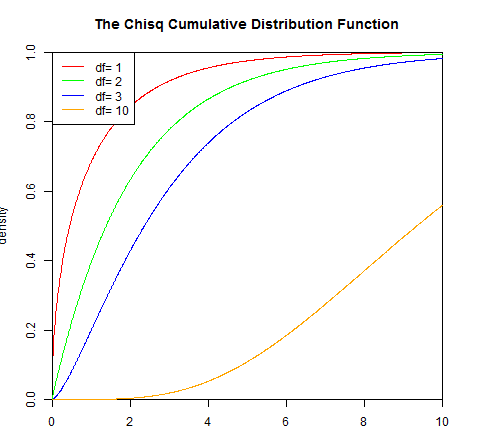 The Chisq Cumulative Distribution Function
density
1.0
0.8
0.6
0.4
0.2
0.0
df= 1
df= 2
df= 3
df= 10
0 2 4 6 8 10